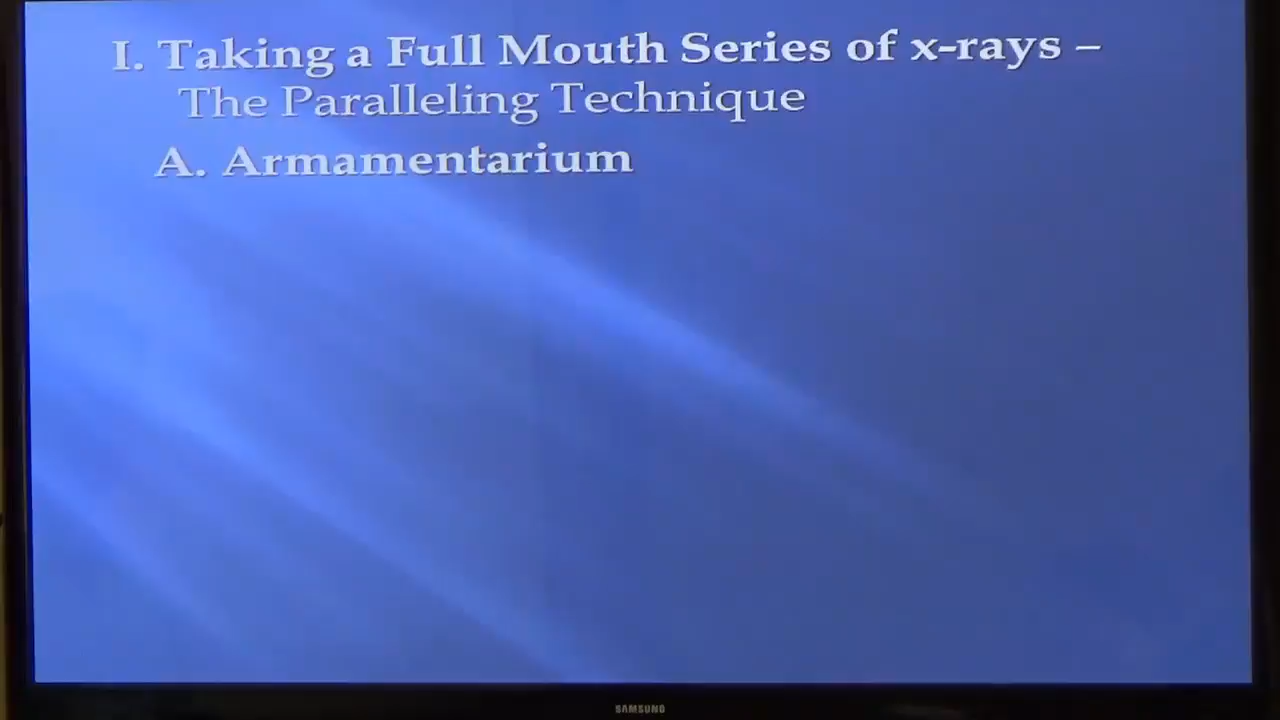 I. Taking a Full Mouth Series of x-rays –
The Paralleling Technique
A. Armamentarium
SAMSUNG